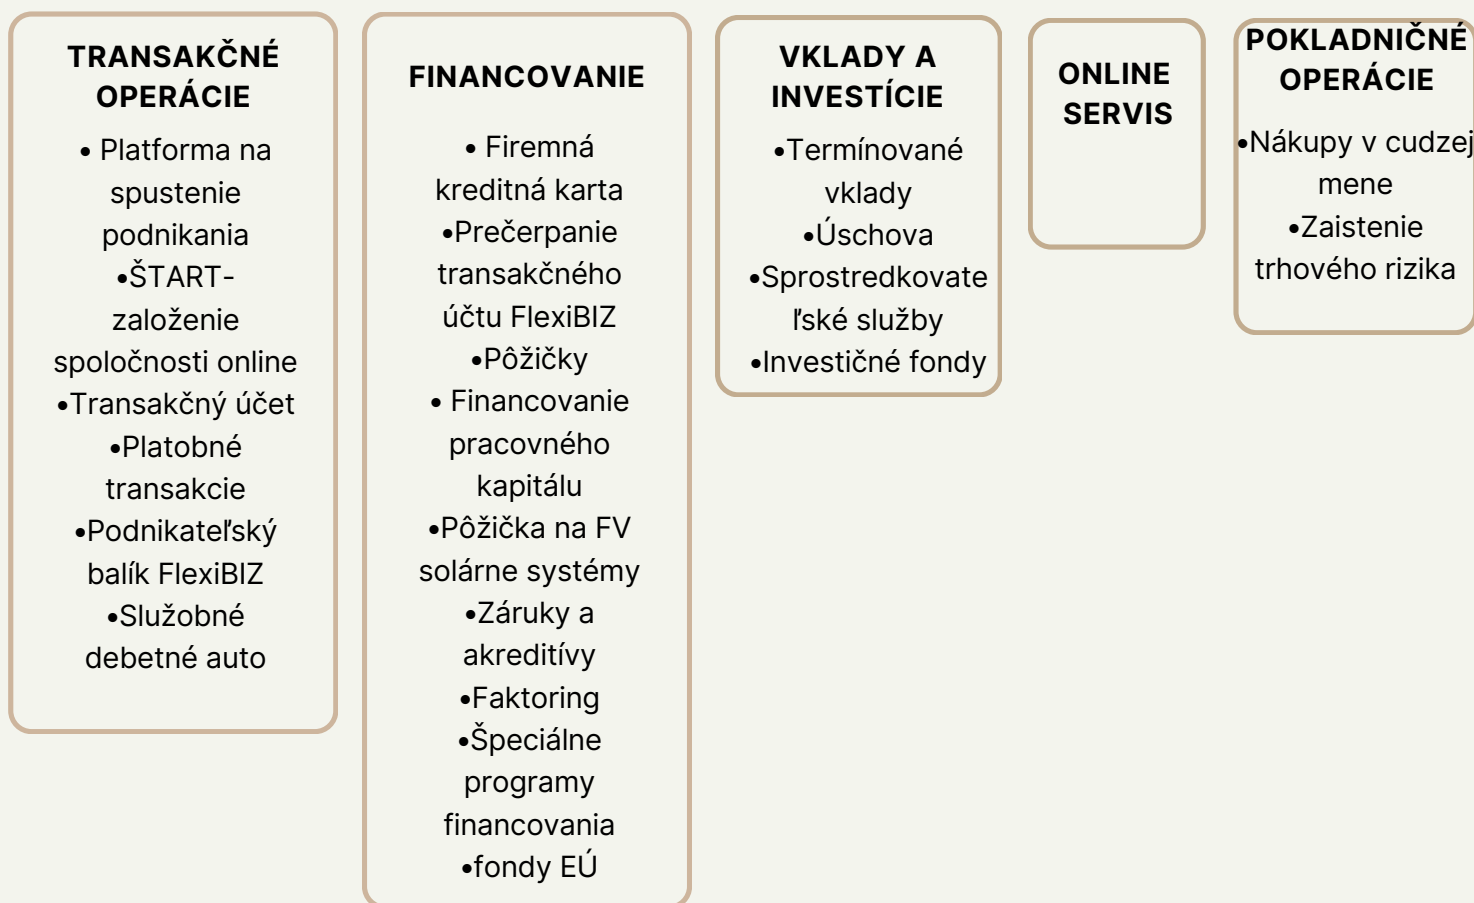 TRANSAKČNÉ
OPERÁCIE
• Platforma na
spustenie
podnikania
•ŠTART-
založenie
spoločnosti online
•Transakčný účet
•Platobné
transakcie
•Podnikateľský
balík FlexiBIZ
•Služobné
debetné auto
FINANCOVANIE
• Firemná
kreditná karta
•Prečerpanie
transakčného
účtu FlexiBIZ
•Pôžičky
• Financovanie
pracovného
kapitálu
•Pôžička na FV
solárne systémy
•Záruky a
akreditívy
•Faktoring
•Špeciálne
programy
financovania
•fondy EÚ
VKLADY A
INVESTÍCIE
•Termínované
vklady
•Úschova
•Sprostredkovate
ľské služby
•Investičné fondy
ONLINE
SERVIS
POKLADNIČNÉ
OPERÁCIE
•Nákupy v cudzej
mene
•Zaistenie
trhového rizika